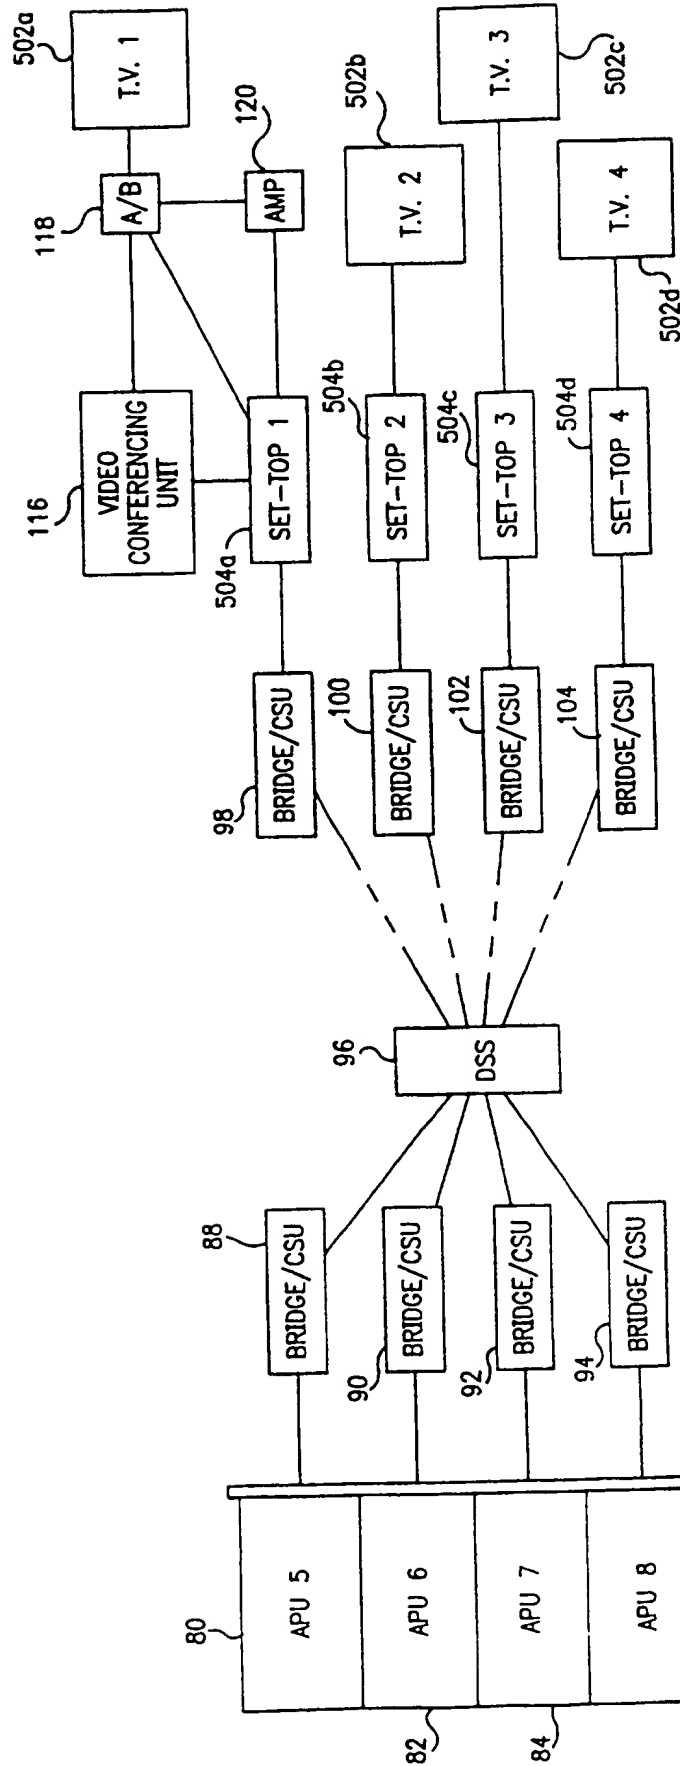 80
APU 5
APU 6
82
APU 7
84
APU 8
88
BRIDGE/CSU
90
BRIDGE/CSU
92
BRIDGE/CSU
94
BRIDGE/CSU
96
DSS
98
BRIDGE/CSU
100
BRIDGE/CSU
102
BRIDGE/CSU
104
BRIDGE/CSU
116
VIDEO
CONFERENCING
UNIT
504a
SET-TOP 1
504b
SET-TOP 2
504c
SET-TOP 3
504d
SET-TOP 4
118
A/B
120
AMP
502a
T.V. 1
502b
T.V. 2
T.V. 3
502c
T.V. 4
502d